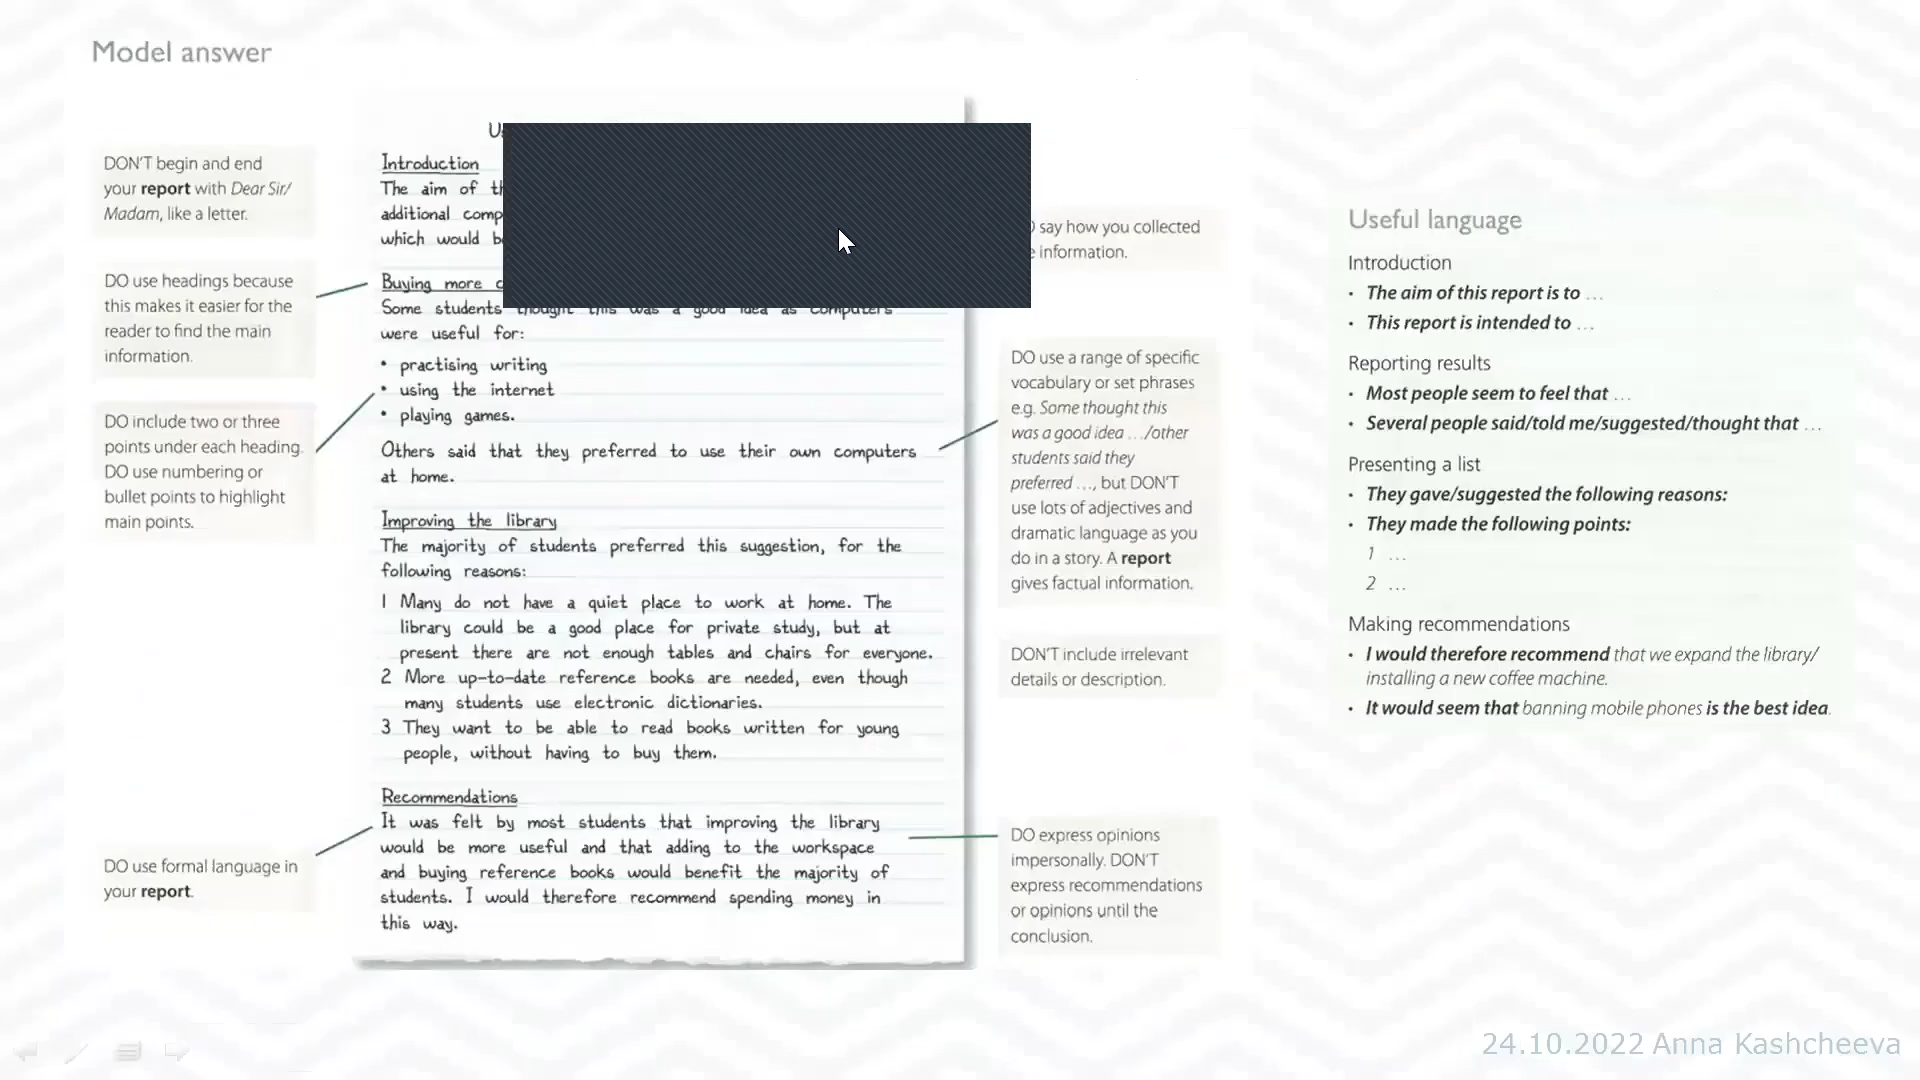 Model answer
DON'T begin and end
your report with Dear Sir/
Madam, like a letter.
DO use headings because
this makes it easier for the
reader to find the main
information.
DO include two or three
points under each heading.
DO use numbering or
bullet points to highlight
main points.
DO use formal language in
your report.
Introduction
The aim of
additional
which would
Buying more
Some students thought this was a good idea as computers
were useful for:
• practising writing
• using the internet
• playing games.
Others said that they preferred to use their own computers
at home.
Improving the library
The majority of students preferred this suggestion, for the
following reasons:
1 Many do not have a quiet place to work at home. The
library could be a good place for private study, but at
present there are not enough tables and chairs for everyone.
2 More up-to-date reference books are needed, even though
many students use electronic dictionaries.
3 They want to be able to read books written for young
people, without having to buy them.
Recommendations
It was felt by most students that improving the library
would be more useful and that adding to the workspace
and buying reference books would benefit the majority of
students. I would therefore recommend spending money in
this way.
say how you collected
information.
DO use a range of specific
vocabulary or set phrases
e.g. Some thought this
was a good idea .../other
students said they
preferred ..., but DON'T
use lots of adjectives and
dramatic language as you
do in a story. A report
gives factual information.
DON'T include irrelevant
details or description.
DO express opinions
impersonally. DON'T
express recommendations
or opinions until the
conclusion.
Useful language
Introduction
• The aim of this report is to ...
• This report is intended to ...
Reporting results
• Most people seem to feel that ...
• Several people said/told me/suggested/thought that ...
Presenting a list
• They gave/suggested the following reasons:
• They made the following points:
1 ...
2 ...
Making recommendations
• I would therefore recommend that we expand the library/
installing a new coffee machine.
• It would seem that banning mobile phones is the best idea.
24.10.2022 Anna Kashcheeva